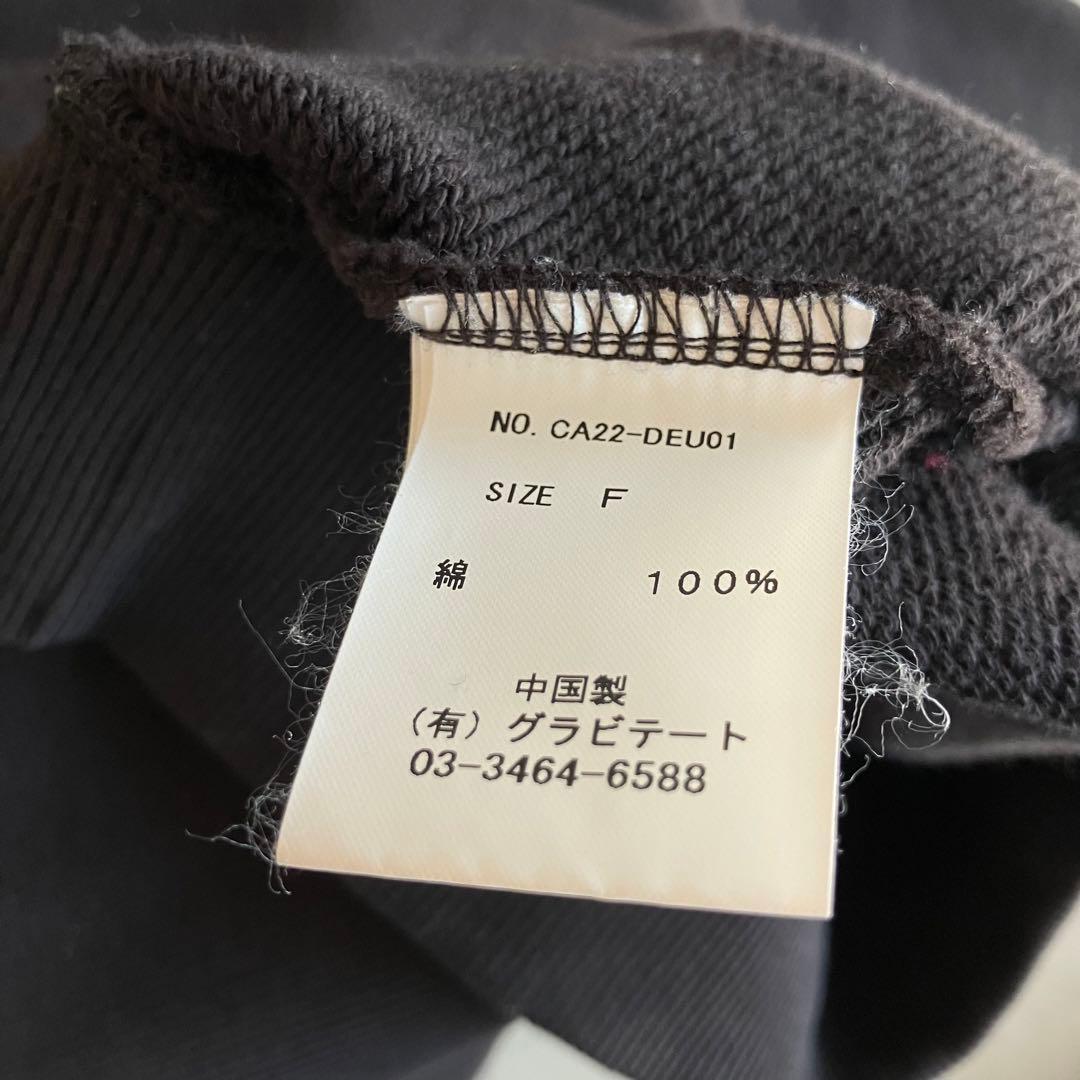 NO. CA22-DEU01
SIZE F
綿 100%
中国製
(有) グラビテート
03-3464-6588